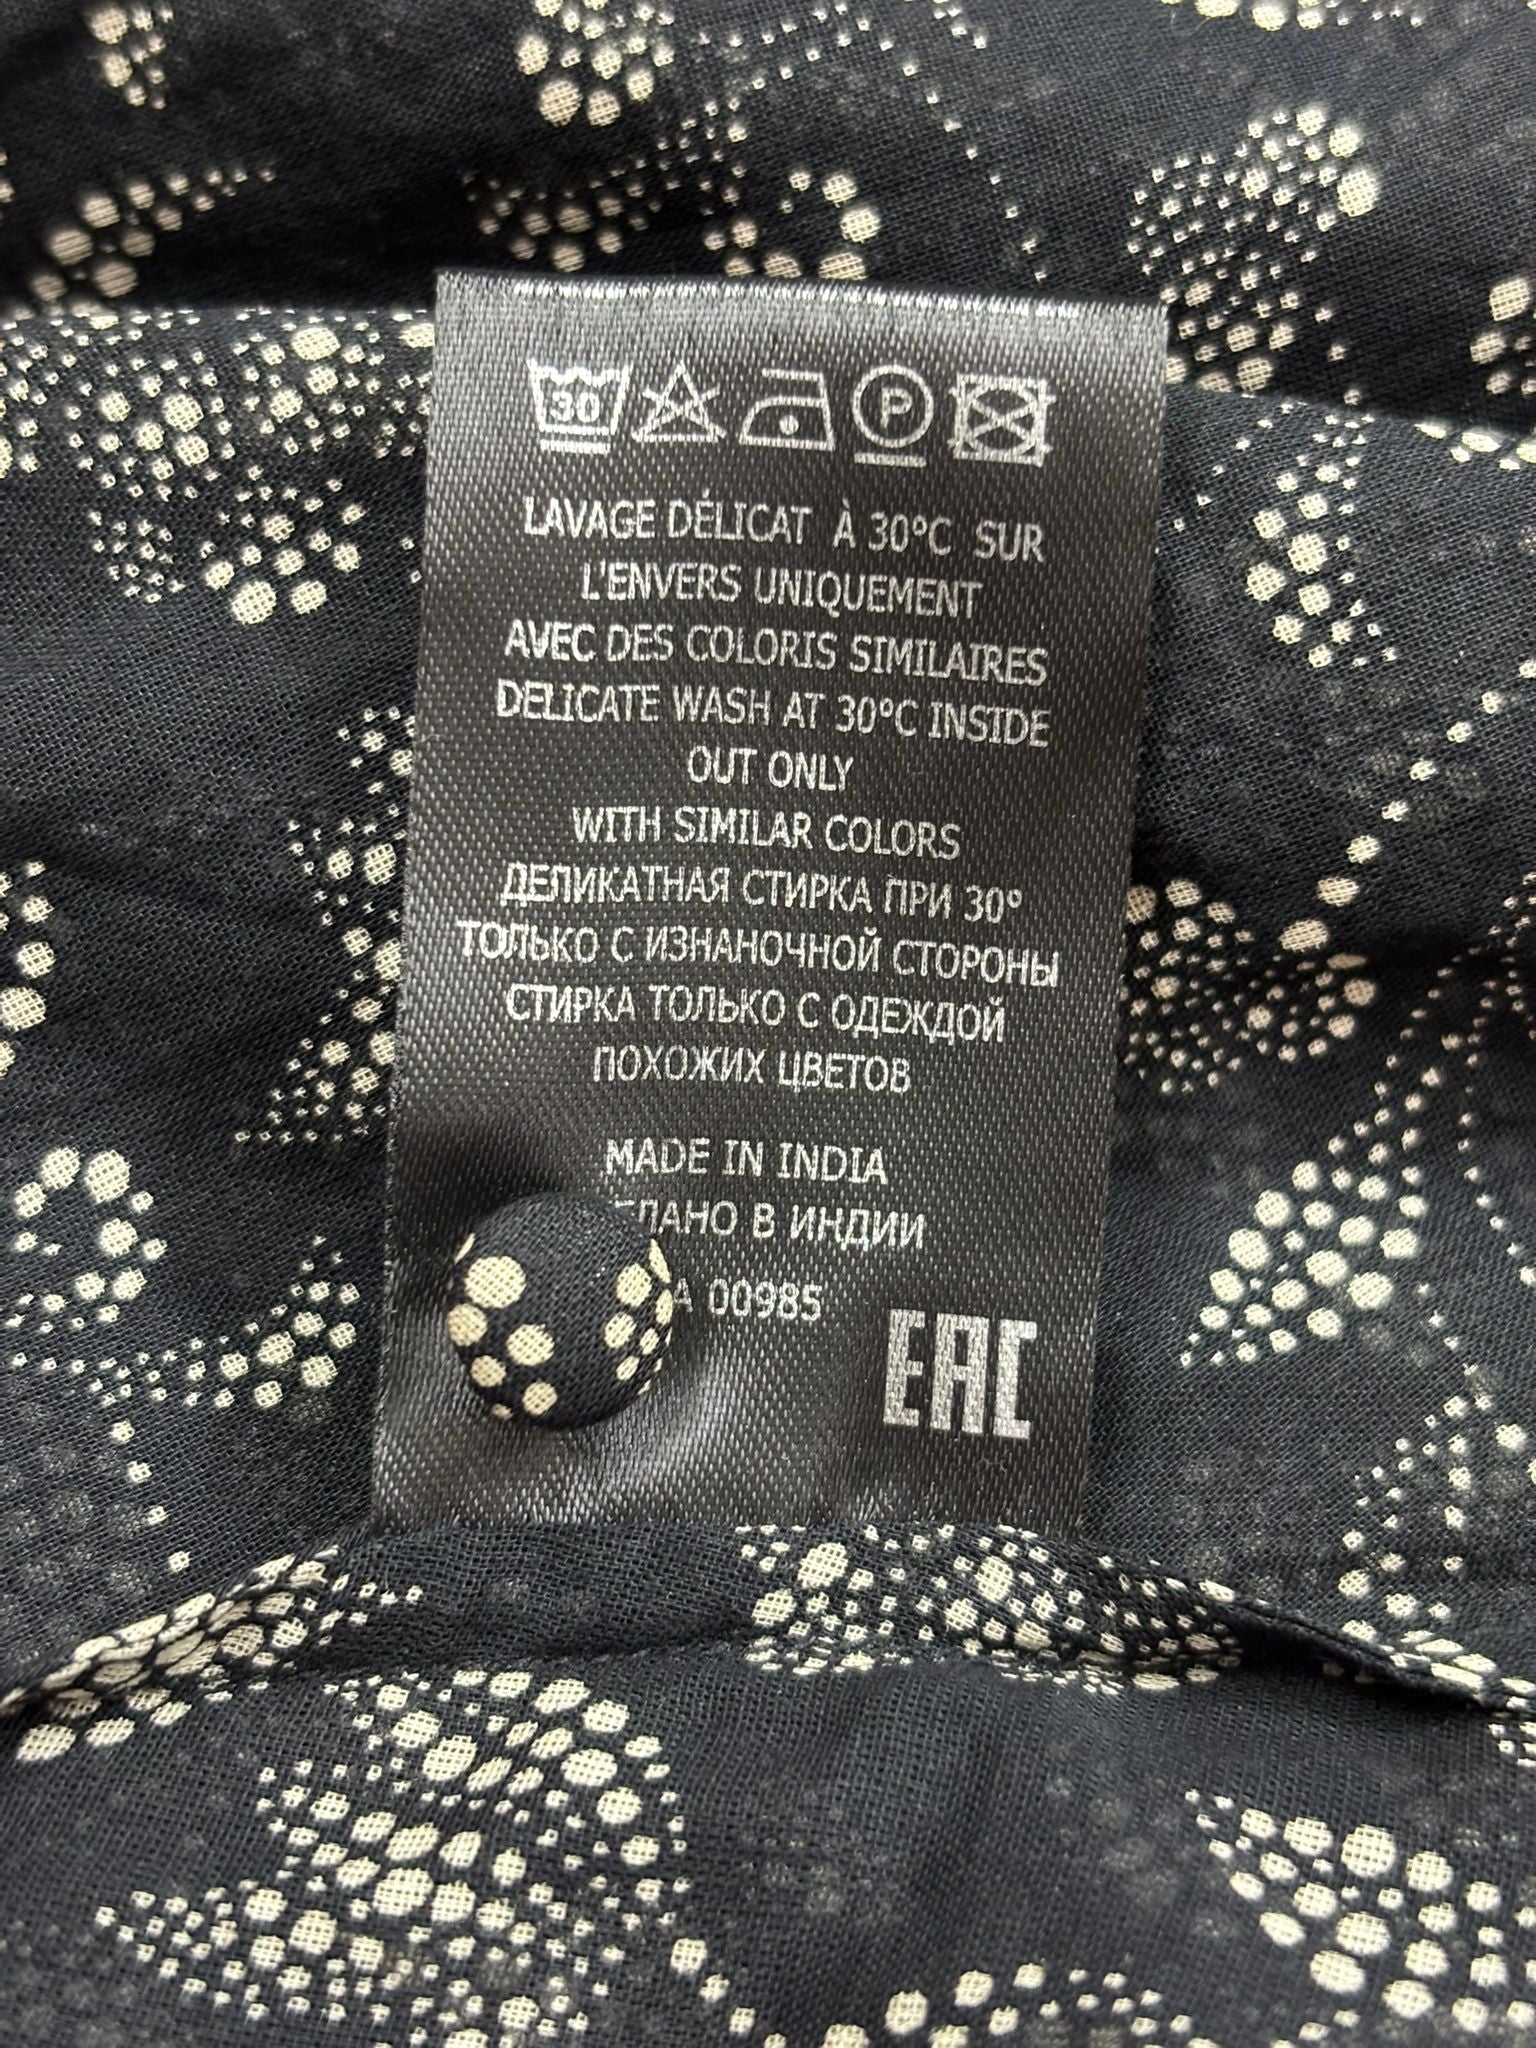 30
P
LAVAGE DÉLICAT À 30°C SUR
L'ENVERS UNIQUEMENT
AVEC DES COLORIS SIMILAIRES
DELICATE WASH AT 30°C INSIDE
OUT ONLY
WITH SIMILAR COLORS
ДЕЛИКАТНАЯ СТИРКА ПРИ 30°
ТОЛЬКО С ИЗНАНОЧНОЙ СТОРОНЫ
СТИРКА ТОЛЬКО С ОДЕЖДОЙ
ПОХОЖИХ ЦВЕТОВ
MADE IN INDIA
В ИНДИИ
00985
EAC